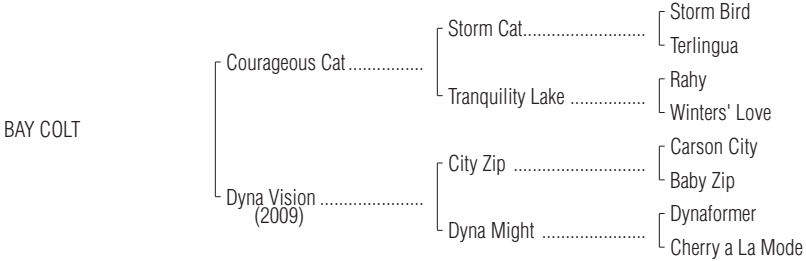 Storm Bird
Storm Cat..........................
Terlingua
Courageous Cat................
Rahy
Tranquility Lake ................
Winters' Love
BAY COLT
Carson City
City Zip ............................
Baby Zip
Dyna Vision ......................
(2009)
Dynaformer
Dyna Might ......................
Cherry a La Mode